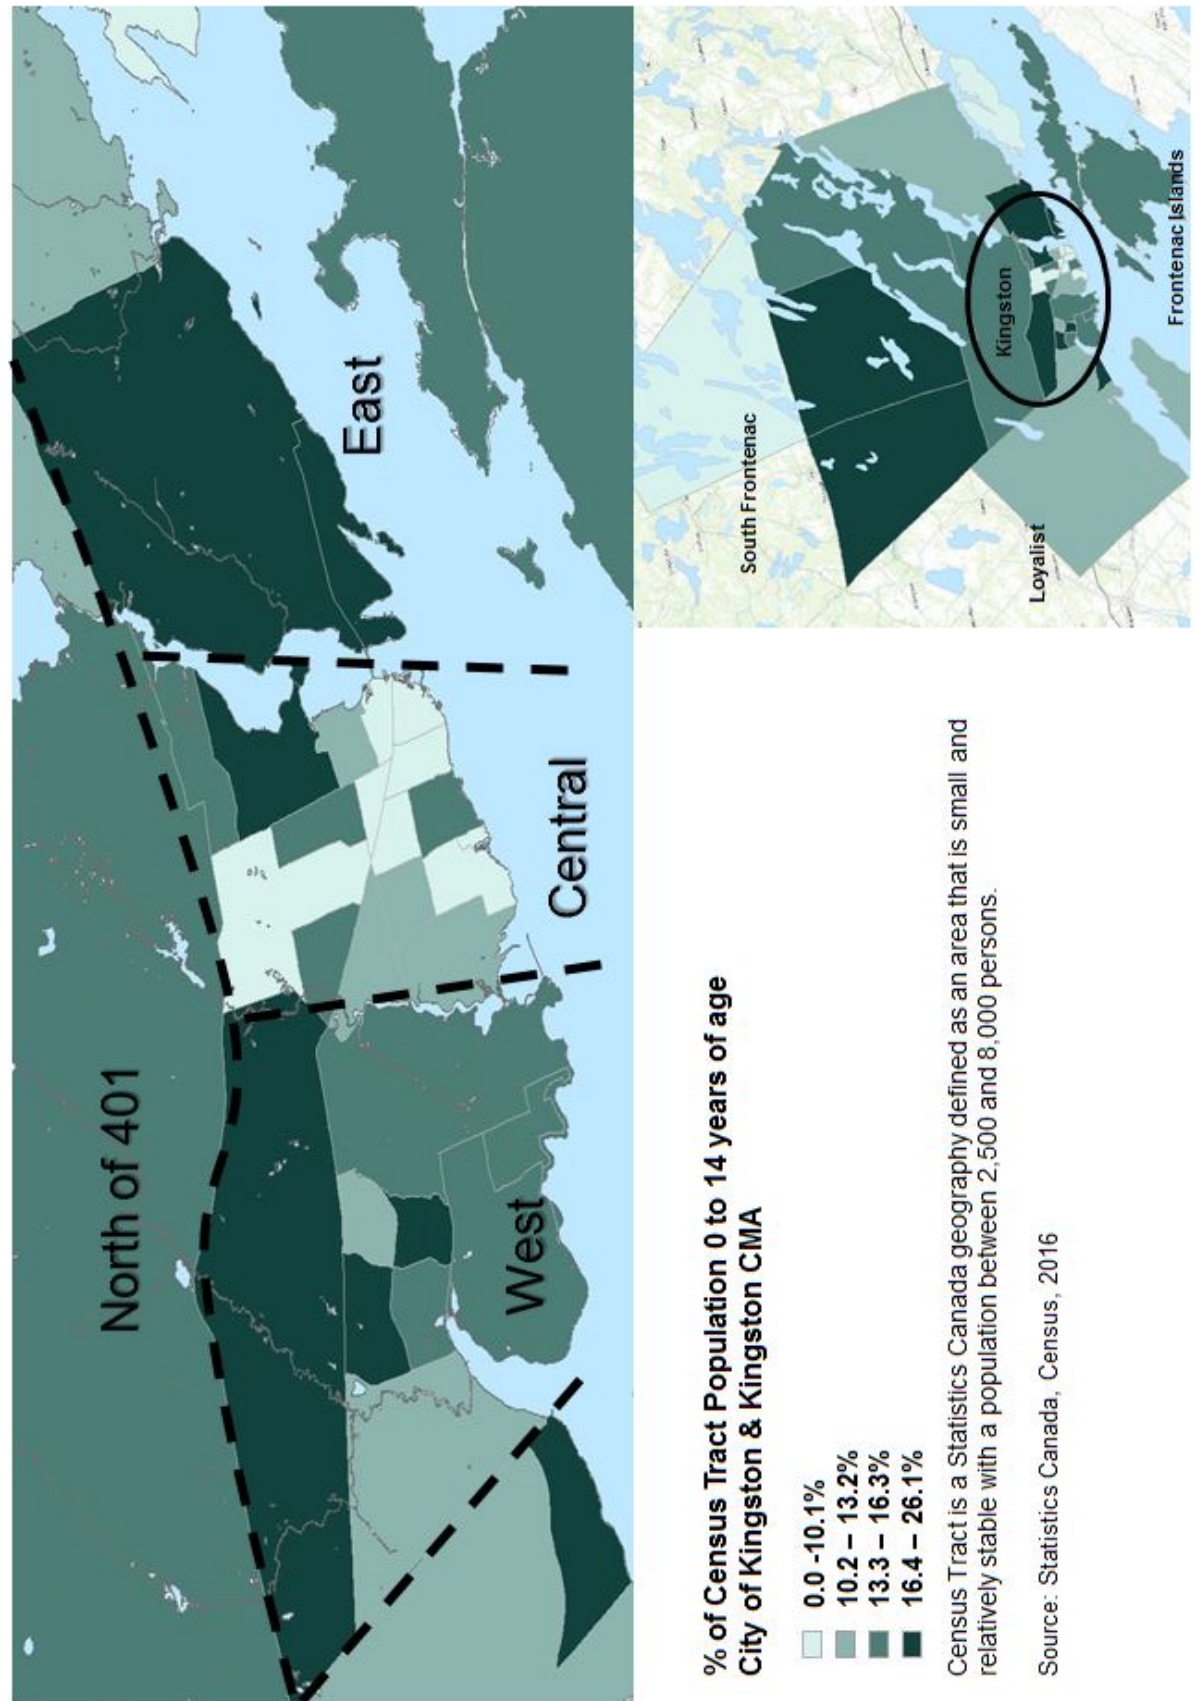 North of 401
West
Central
East
South Frontenac
Loyalist
Kingston
Frontenac Islands
% of Census Tract Population 0 to 14 years of age
City of Kingston & Kingston CMA
0.0 -10.1%
10.2 – 13.2%
13.3 – 16.3%
16.4 – 26.1%
Census Tract is a Statistics Canada geography defined as an area that is small and
relatively stable with a population between 2,500 and 8,000 persons.
Source: Statistics Canada, Census, 2016